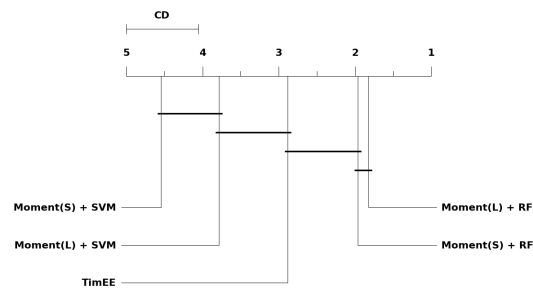 CD
5 4 3 2 1
Moment(S) + SVM
Moment(L) + RF
Moment(L) + SVM
Moment(S) + RF
TimEE